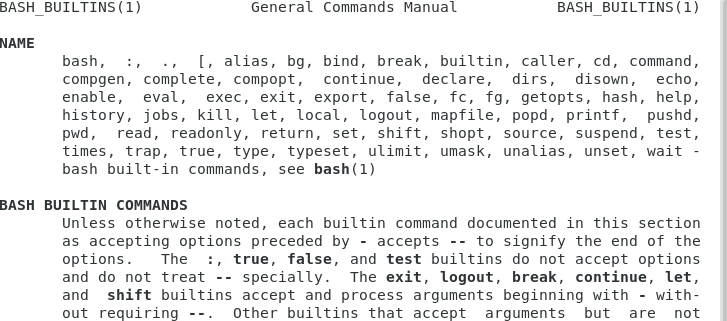 BASH_BUILTINS(1) General Commands Manual BASH_BUILTINS(1)
NAME
bash, :, ., [, alias, bg, bind, break, builtin, caller, cd, command,
compgen, complete, compopt, continue, declare, dirs, disown, echo,
enable, eval, exec, exit, export, false, fc, fg, getopts, hash, help,
history, jobs, kill, let, local, logout, mapfile, popd, printf, pushd,
pwd, read, readonly, return, set, shift, shopt, source, suspend, test,
times, trap, true, type, typeset, ulimit, umask, unalias, unset, wait -
bash built-in commands, see bash(1)
BASH BUILTIN COMMANDS
Unless otherwise noted, each builtin command documented in this section
as accepting options preceded by - accepts -- to signify the end of the
options. The :, true, false, and test builtins do not accept options
and do not treat -- specially. The exit, logout, break, continue, let,
and shift builtins accept and process arguments beginning with - with-
out requiring --. Other builtins that accept arguments but are not